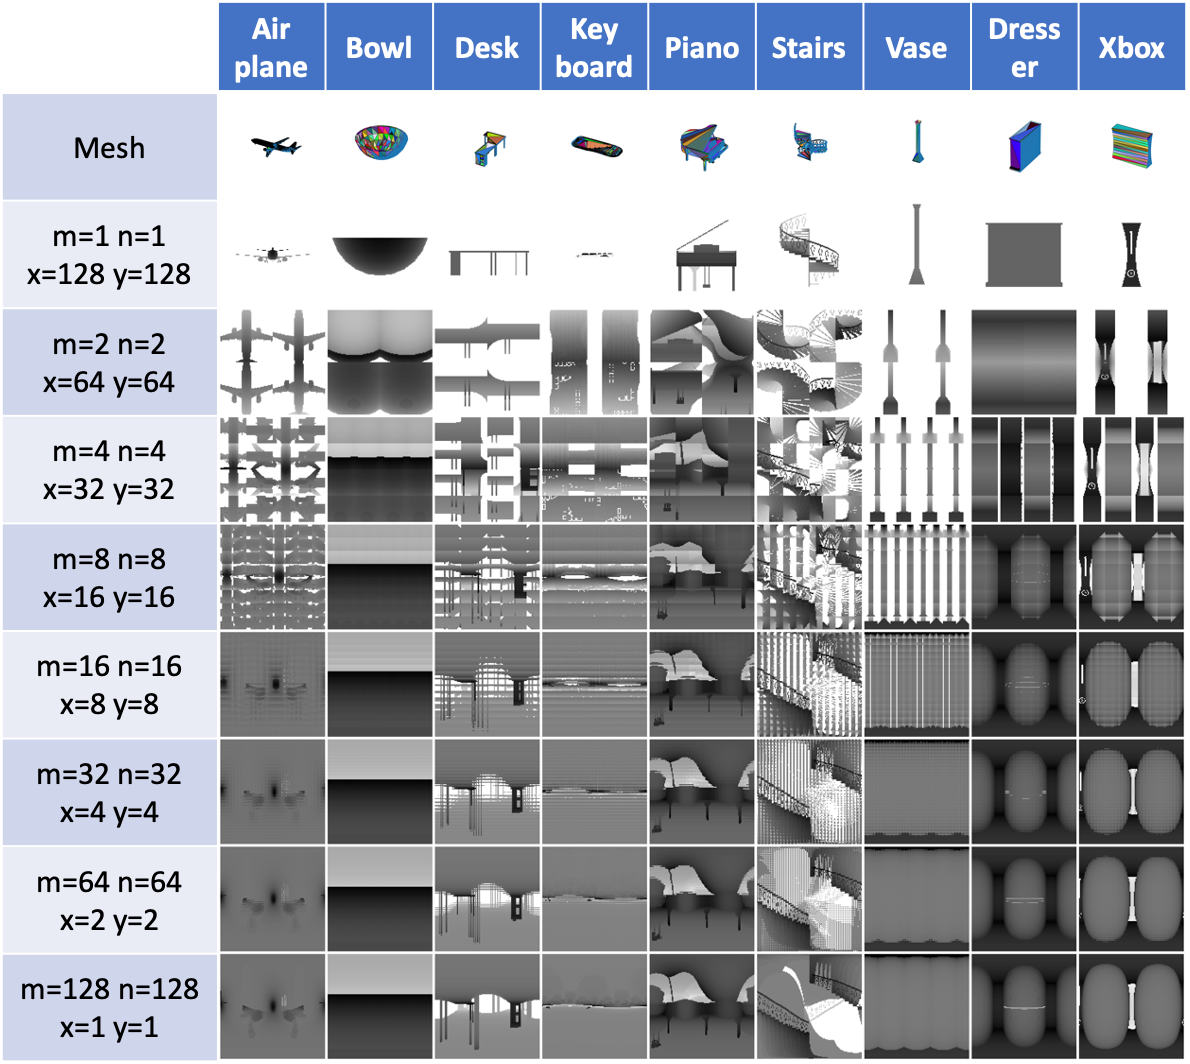 Air plane
Bowl
Desk
Key board
Piano
Stairs
Vase
Dress er
Xbox
Mesh
m=1 n=1
x=128 y=128
m=2 n=2
x=64 y=64
m=4 n=4
x=32 y=32
m=8 n=8
x=16 y=16
m=16 n=16
x=8 y=8
m=32 n=32
x=4 y=4
m=64 n=64
x=2 y=2
m=128 n=128
x=1 y=1